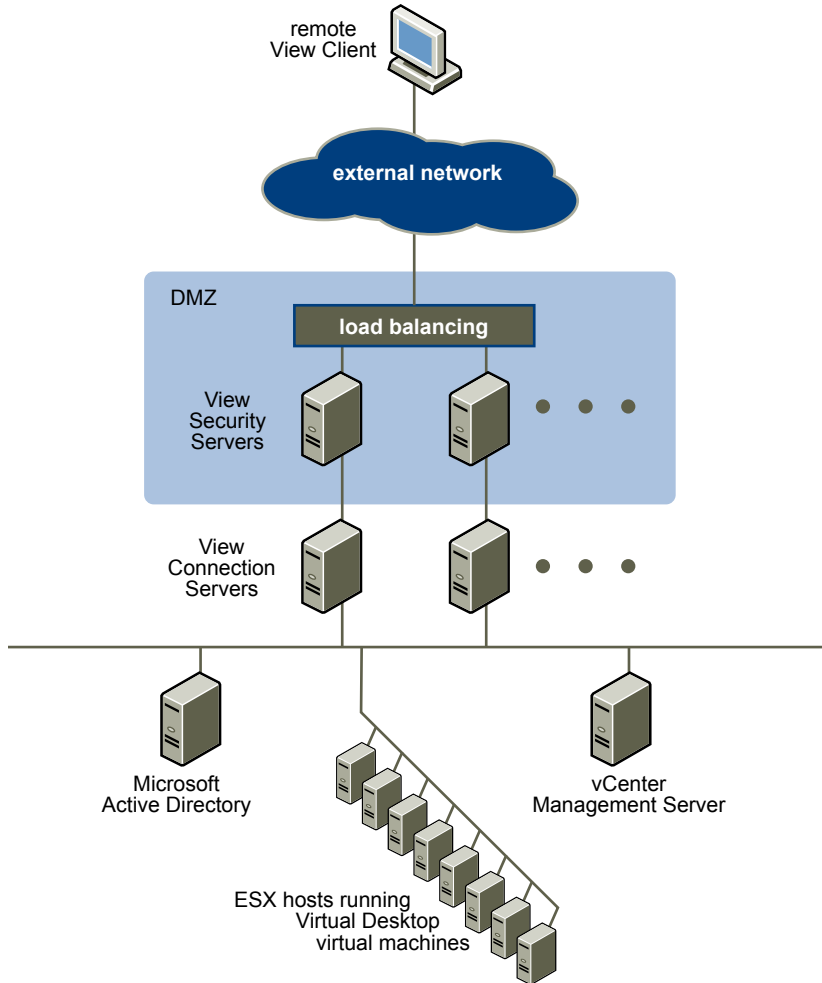 remote
View Client
external network
DMZ
load balancing
View
Security
Servers
View
Connection
Servers
Microsoft
Active Directory
vCenter
Management Server
ESX hosts running
Virtual Desktop
virtual machines